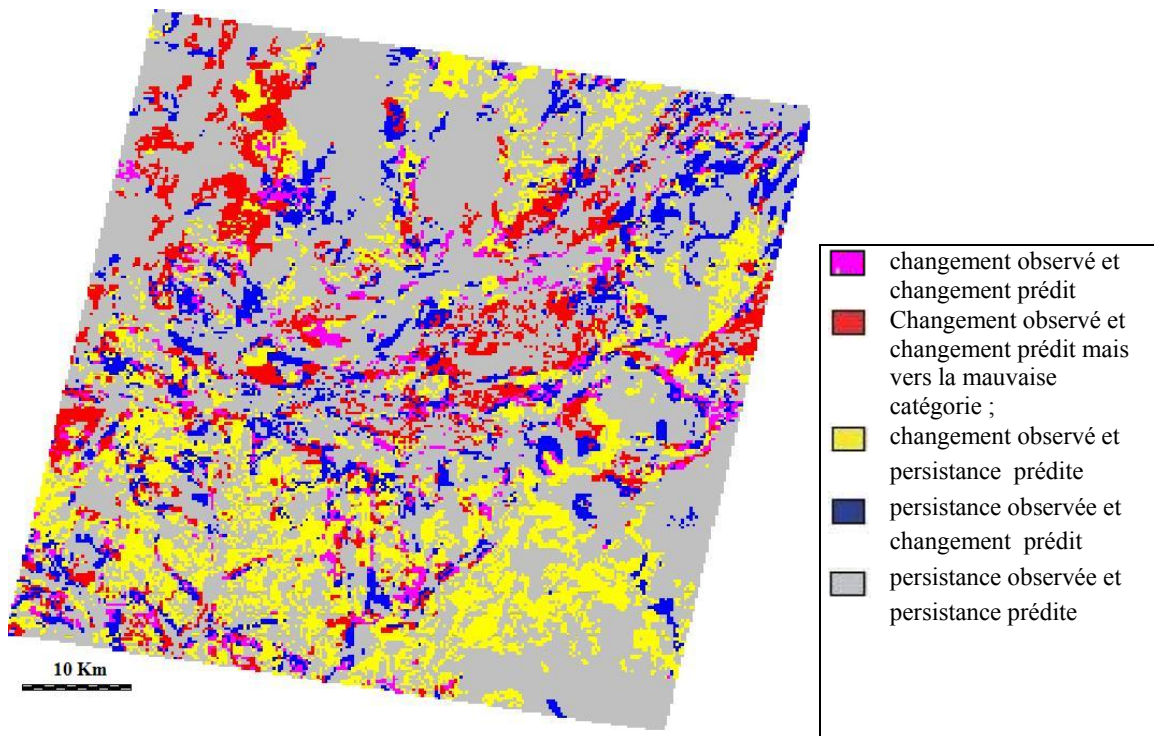 changement observé et
changement prédit
Changement observé et
changement prédit mais
vers la mauvaise
catégorie ;
changement observé et
persistance prédite
persistance observée et
changement prédit
persistance observée et
persistance prédite
10 Km